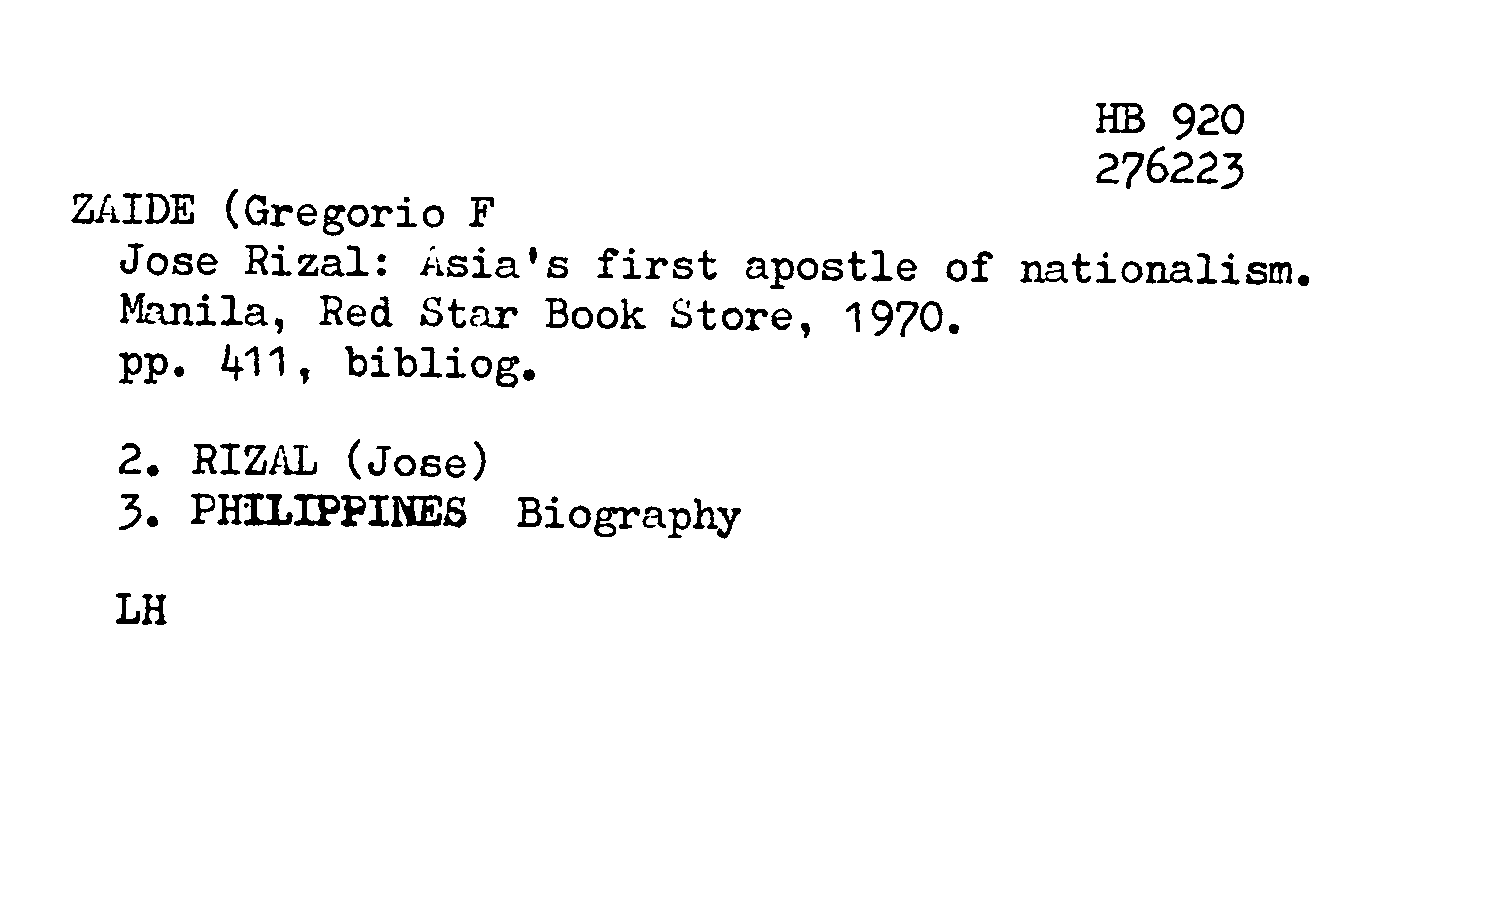 HB 920
276223
ZAIDE (Gregorio F
Jose Rizal: Asia's first apostle of nationalism.
Manila, Red Star Book Store, 1970.
pp. 411, bibliog.
2. RIZAL (Jose)
3. PHILIPPINES Biography
LH